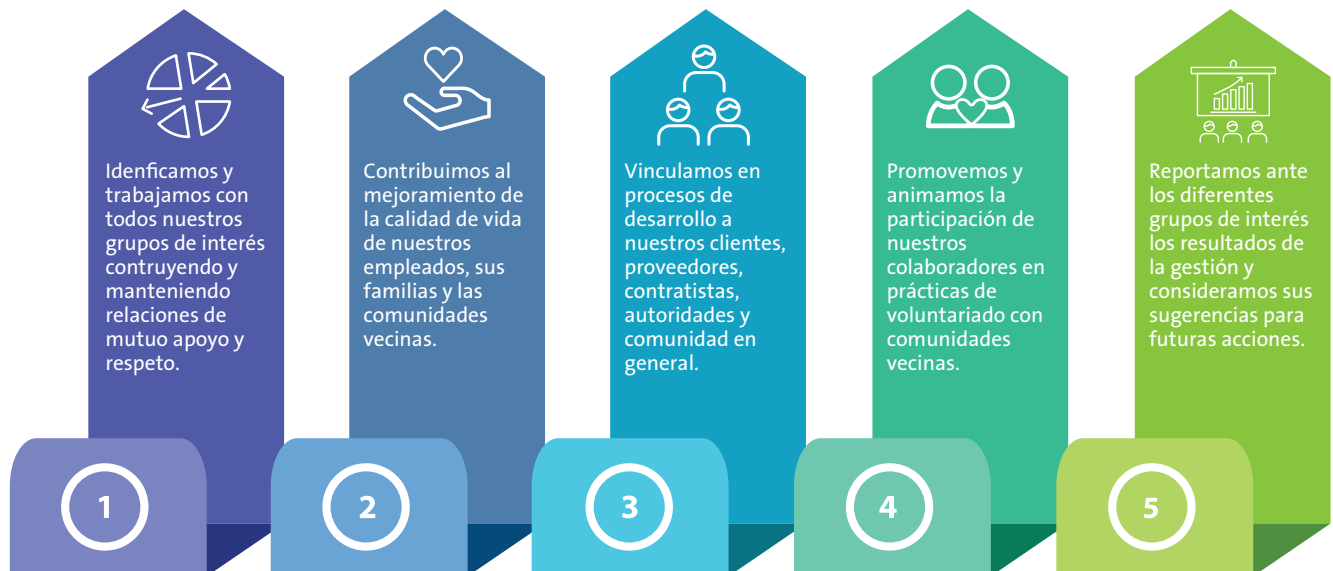 Idenficamos y
trabajamos con
todos nuestros
grupos de interés
contruyendo y
manteniendo
relaciones de
mutuo apoyo y
respeto.
1
Contribuimos al
mejoramiento de
la calidad de vida
de nuestros
empleados, sus
familias y las
comunidades
vecinas.
2
Vinculamos en
procesos de
desarrollo a
nuestros clientes,
proveedores,
contratistas,
autoridades y
comunidad en
general.
3
Promovemos y
animamos la
participación de
nuestros
colaboradores en
prácticas de
voluntariado con
comunidades
vecinas.
4
Reportamos ante
los diferentes
grupos de interés
los resultados de
la gestión y
consideramos sus
sugerencias para
futuras acciones.
5